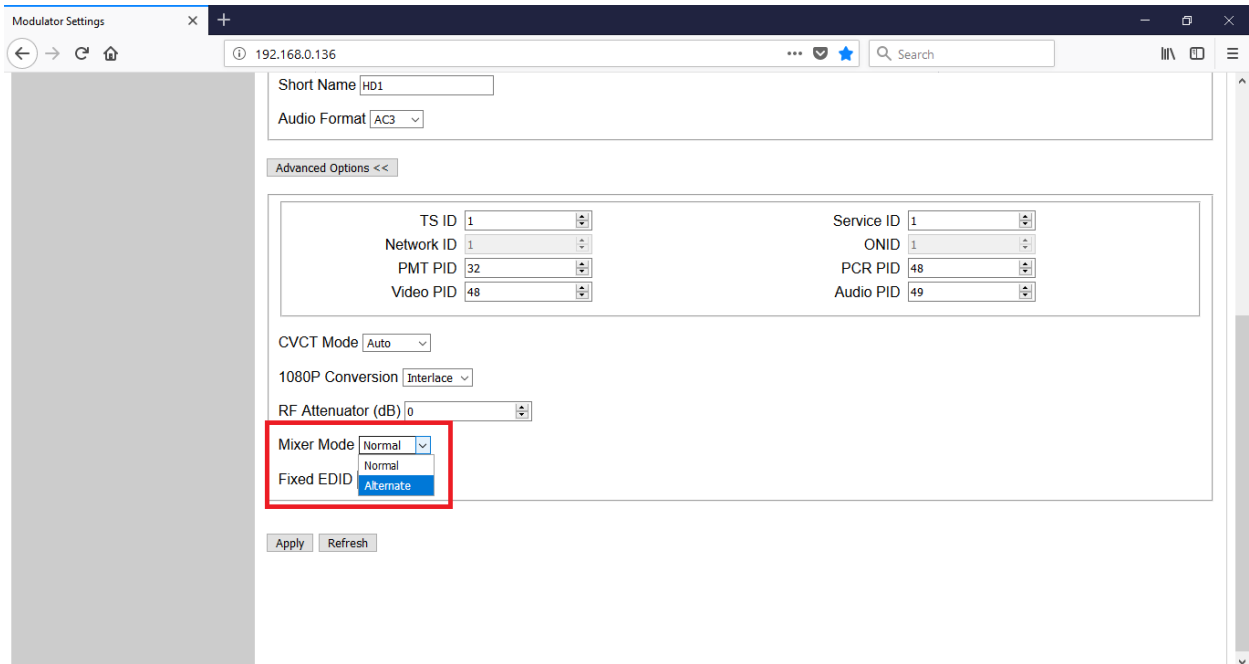 Modulator Settings
192.168.0.136
Search
Short Name HD1
Audio Format AC3
Advanced Options <<
TS ID 1 Service ID 1
Network ID 1 ONID 1
PMT PID 32 PCR PID 48
Video PID 48 Audio PID 49
CVCT Mode Auto
1080P Conversion Interlace
RF Attenuator (dB) 0
Mixer Mode Normal
Normal
Fixed EDID Alternate
Apply Refresh